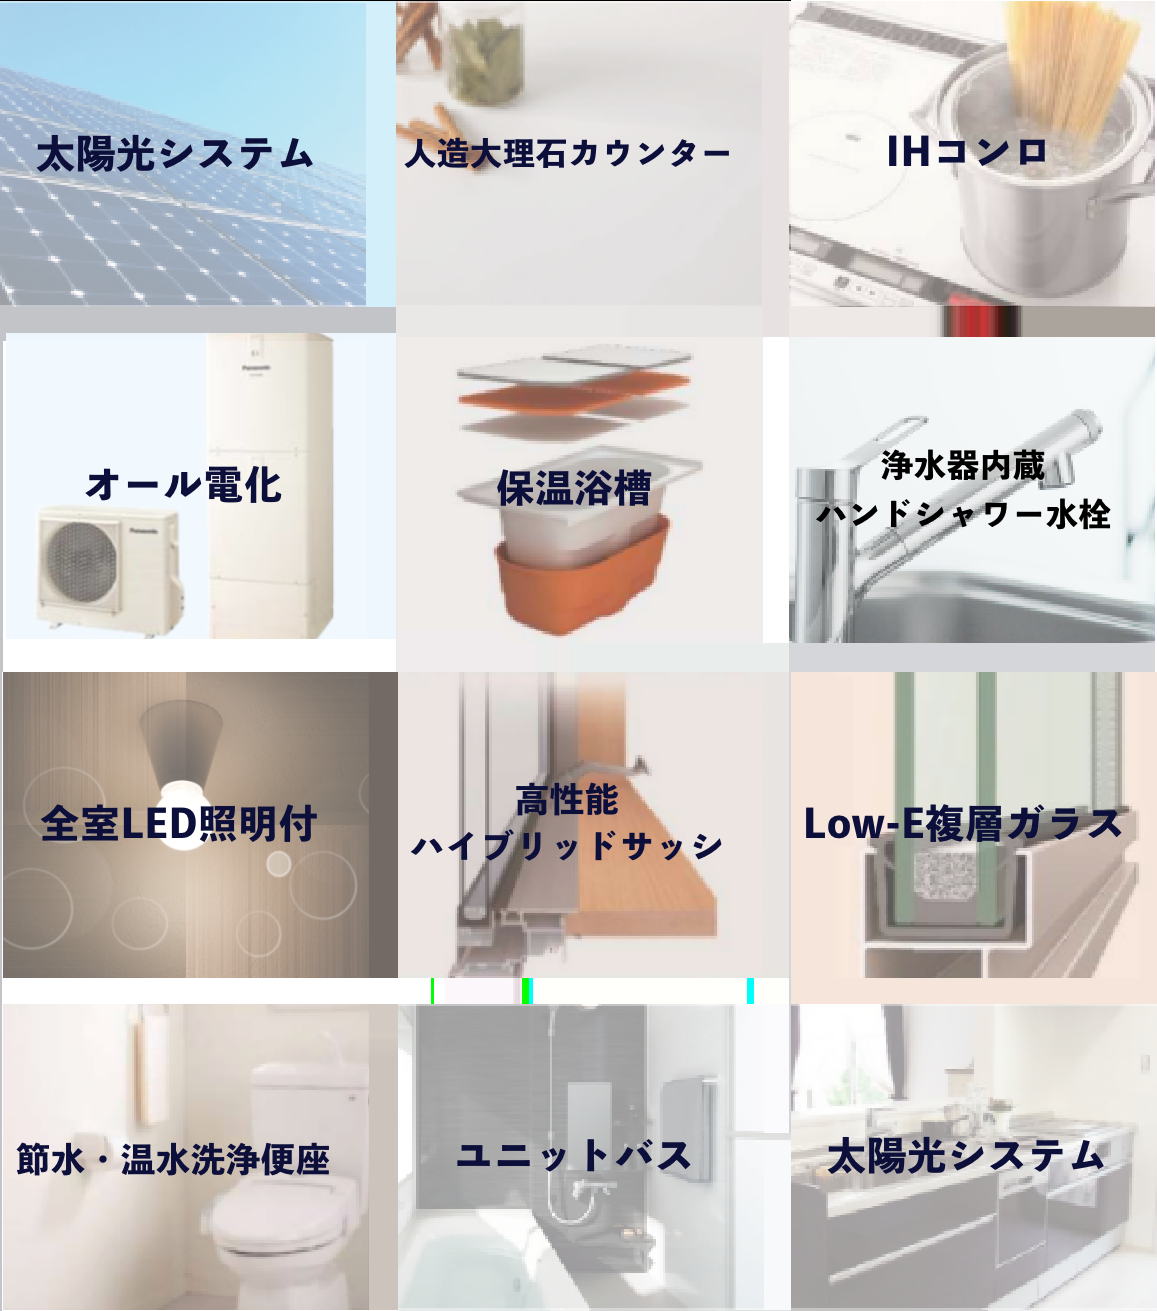 太陽光システム
人造大理石カウンター
IHコンロ
Panasonic
オール電化
Panasonic
保温浴槽
浄水器内蔵
ハンドシャワー水栓
全室LED照明付
高性能
ハイブリッドサッシ
Low-E複層ガラス
節水・温水洗浄便座
ユニットバス
太陽光システム